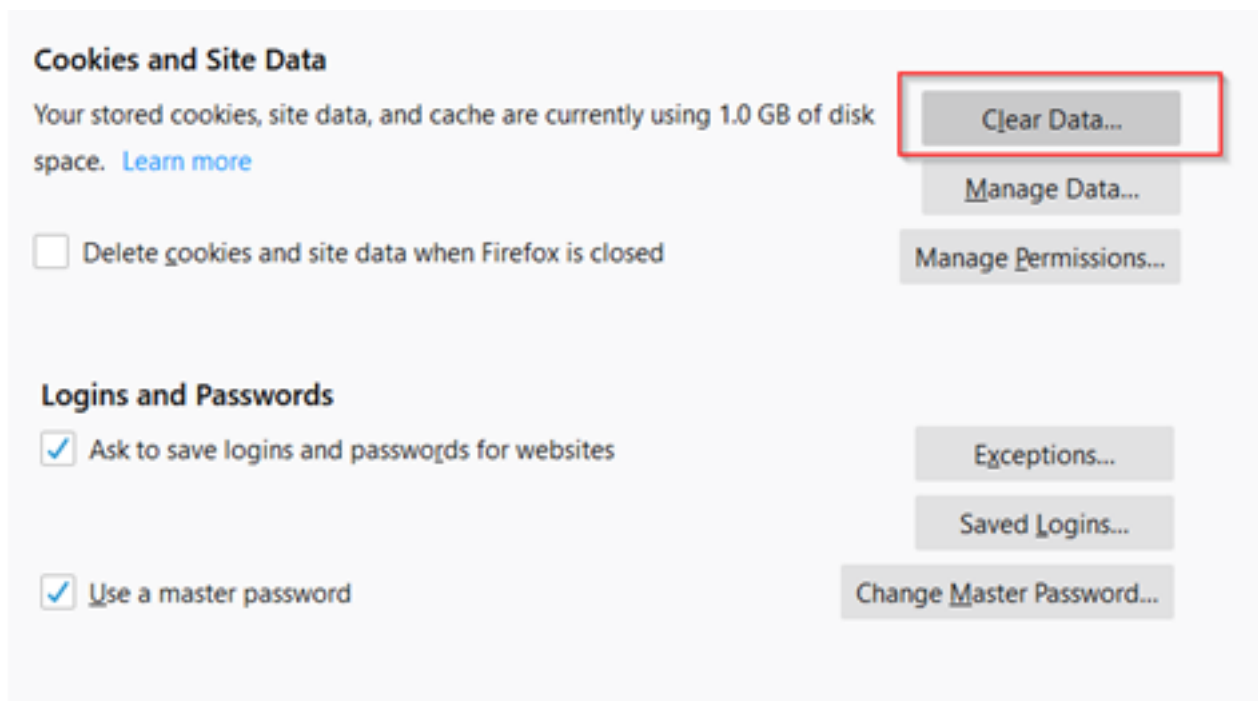 Cookies and Site Data
Your stored cookies, site data, and cache are currently using 1.0 GB of disk
space. Learn more
Clear Data...
Manage Data...
Delete cookies and site data when Firefox is closed
Manage Permissions...
Logins and Passwords
Ask to save logins and passwords for websites
Exceptions...
Saved Logins...
Use a master password
Change Master Password...